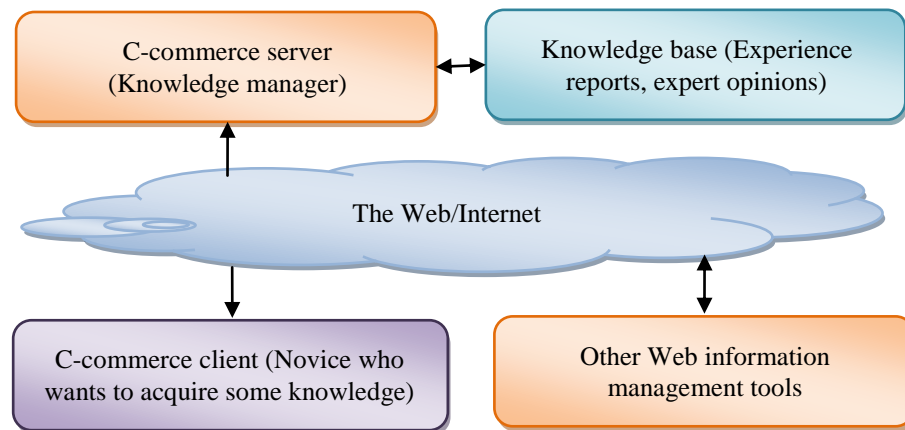 C-commerce server
(Knowledge manager)
Knowledge base (Experience
reports, expert opinions)
The Web/Internet
C-commerce client (Novice who
wants to acquire some knowledge)
Other Web information
management tools